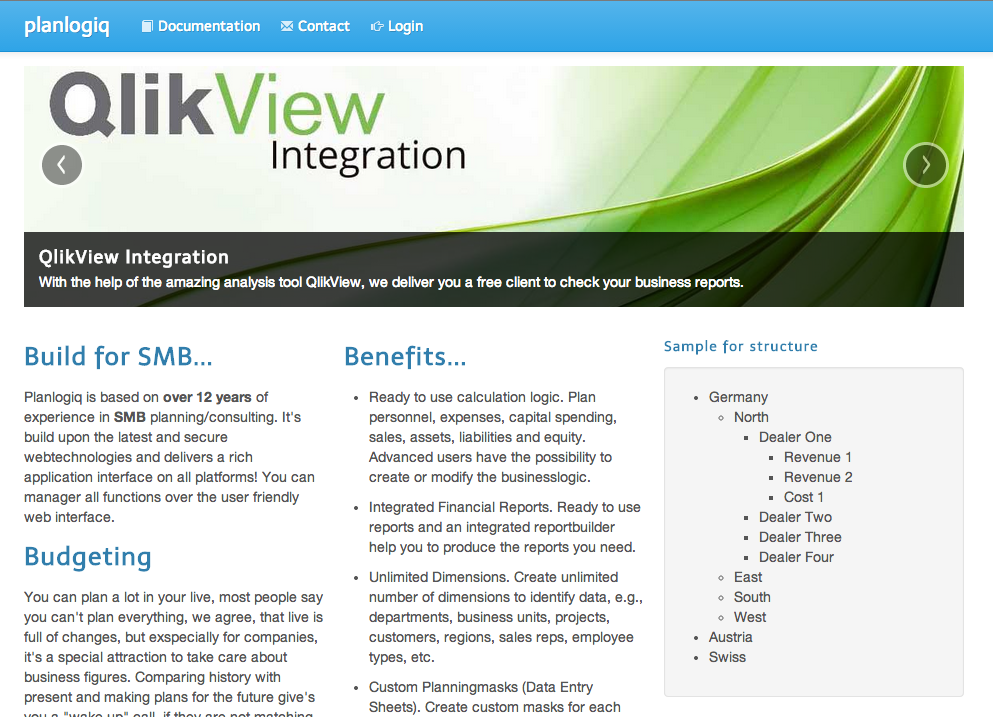 planlogiq Documentation Contact Login
QlikView
Integration
QlikView Integration
With the help of the amazing analysis tool QlikView, we deliver you a free client to check your business reports.
Build for SMB...
Planlogiq is based on over 12 years of
experience in SMB planning/consulting. It's
build upon the latest and secure
webtechnologies and delivers a rich
application interface on all platforms! You can
manager all functions over the user friendly
web interface.
Budgeting
You can plan a lot in your live, most people say
you can't plan everything, we agree, that live is
full of changes, but exspecially for companies,
it's a special attraction to take care about
business figures. Comparing history with
present and making plans for the future give's
you a "wake up" call, if they are not matching
Benefits...
Ready to use calculation logic. Plan
personnel, expenses, capital spending,
sales, assets, liabilities and equity.
Advanced users have the possibility to
create or modify the businesslogic.
Integrated Financial Reports. Ready to use
reports and an integrated reportbuilder
help you to produce the reports you need.
Unlimited Dimensions. Create unlimited
number of dimensions to identify data, e.g.,
departments, business units, projects,
customers, regions, sales reps, employee
types, etc.
Custom Planningmasks (Data Entry
Sheets). Create custom masks for each
Sample for structure
Germany
North
Dealer One
Revenue 1
Revenue 2
Cost 1
Dealer Two
Dealer Three
Dealer Four
East
South
West
Austria
Swiss